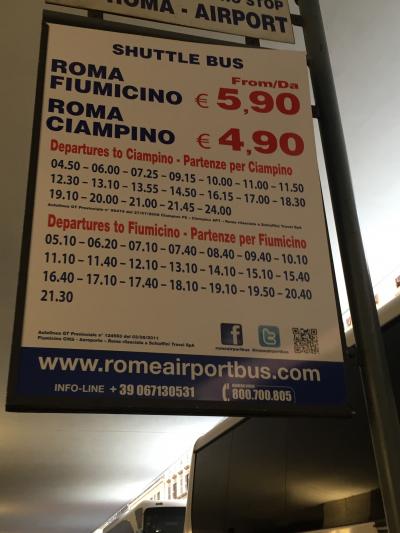 STOP
ROMA - AIRPORT
SHUTTLE BUS
ROMA
FIUMICINO
From/Da
€ 5,90
ROMA
CIAMPINO
€ 4,90
Departures to Ciampino - Partenze per Ciampino
04.50 – 06.00 – 07.25 – 09.15 – 10.00 – 11.00 – 11.50
12.30 – 13.10 – 13.55 – 14.50 – 16.15 – 17.00 – 18.30
19.10 – 20.00 – 21.00 – 21.45 – 24.00
Departures to Fiumicino - Partenze per Fiumicino
05.10 – 06.20 – 07.10 – 07.40 – 08.40 – 09.40 – 10.10
11.10 – 11.40 – 12.10 – 13.10 – 14.10 – 15.10 – 15.40
16.40 – 17.10 – 17.40 – 18.10 – 19.10 – 19.50 – 20.40
21.30
www.romeairportbus.com
INFO-LINE + 39 067130531
800.700.805